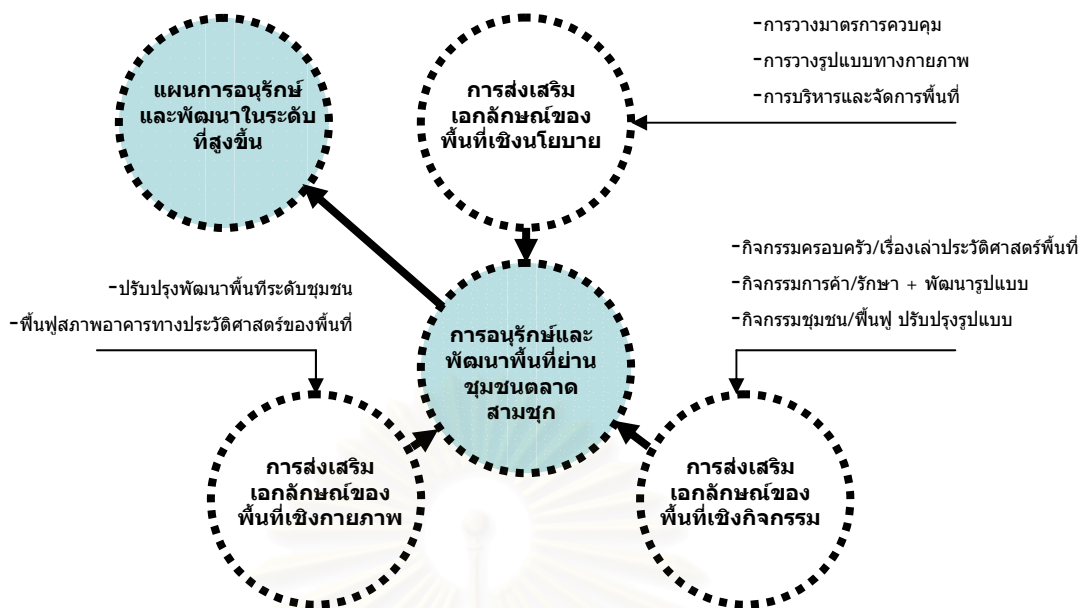 -การวางมาตรการควบคุม
-การวางรูปแบบทางกายภาพ
-การบริหารและจัดการพื้นที่
แผนการอนุรักษ์
และพัฒนาในระดับ
ที่สูงขึ้น
การส่งเสริม
เอกลักษณ์ของ
พื้นที่เชิงนโยบาย
-กิจกรรมครอบครัว/เรื่องเล่าประวัติศาสตร์พื้นที่
-กิจกรรมการค้า/รักษา + พัฒนารูปแบบ
-กิจกรรมชุมชน/ฟื้นฟู ปรับปรุงรูปแบบ
-ปรับปรุงพัฒนาพื้นที่ระดับชุมชน
-ฟื้นฟูสภาพอาคารทางประวัติศาสตร์ของพื้นที่
การอนุรักษ์และ
พัฒนาพื้นที่ย่าน
ชุมชนตลาด
สามชุก
การส่งเสริม
เอกลักษณ์ของ
พื้นที่เชิงกายภาพ
การส่งเสริม
เอกลักษณ์ของ
พื้นที่เชิงกิจกรรม